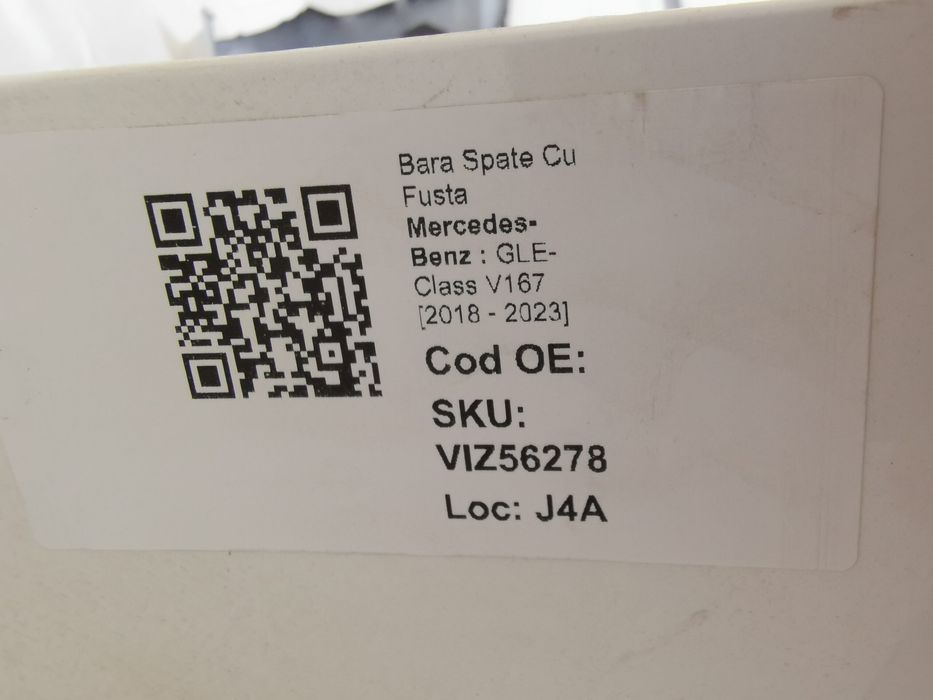 Bara Spate Cu
Fusta
Mercedes-
Benz : GLE-
Class V167
[2018 - 2023]
Cod OE:
SKU:
VIZ56278
Loc: J4A